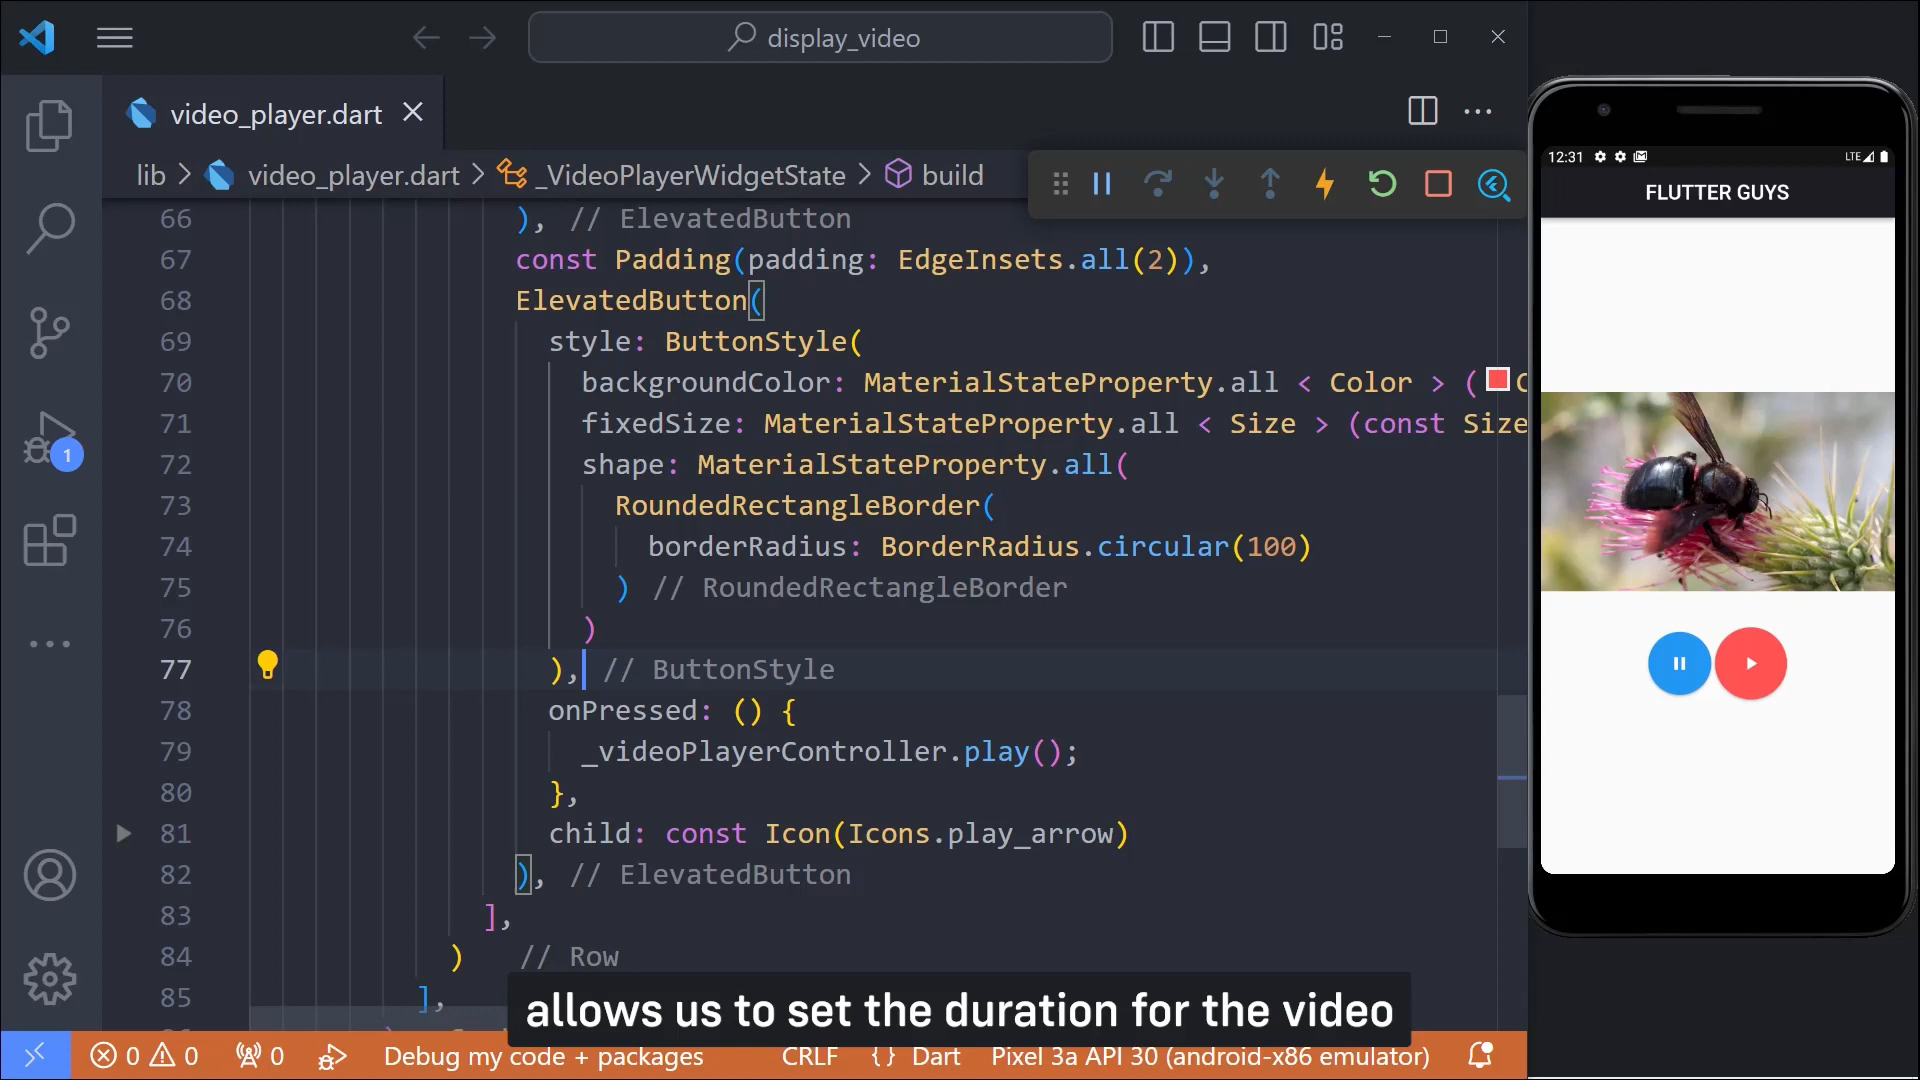 display_video
video_player.dart
lib > video_player.dart > _VideoPlayerWidgetState > build
66 ), // ElevatedButton
67 const Padding(padding: EdgeInsets.all(2)),
68 ElevatedButton(
69 style: ButtonStyle(
70 backgroundColor: MaterialStateProperty.all < Color > (C
71 fixedSize: MaterialStateProperty.all < Size > (const Size
72 shape: MaterialStateProperty.all(
73 RoundedRectangleBorder(
74 borderRadius: BorderRadius.circular(100)
75 ) // RoundedRectangleBorder
76 )
77 ), // ButtonStyle
78 onPressed: () {
79 _videoPlayerController.play();
80 },
81 child: const Icon(Icons.play_arrow)
82 ), // ElevatedButton
83 ],
84 ) // Row
85 ],
1
allows us to set the duration for the video
0 0 0 Debug my code + packages CRLF {} Dart Pixel 3a API 30 (android-x86 emulator)
12:31 LTE
FLUTTER GUYS